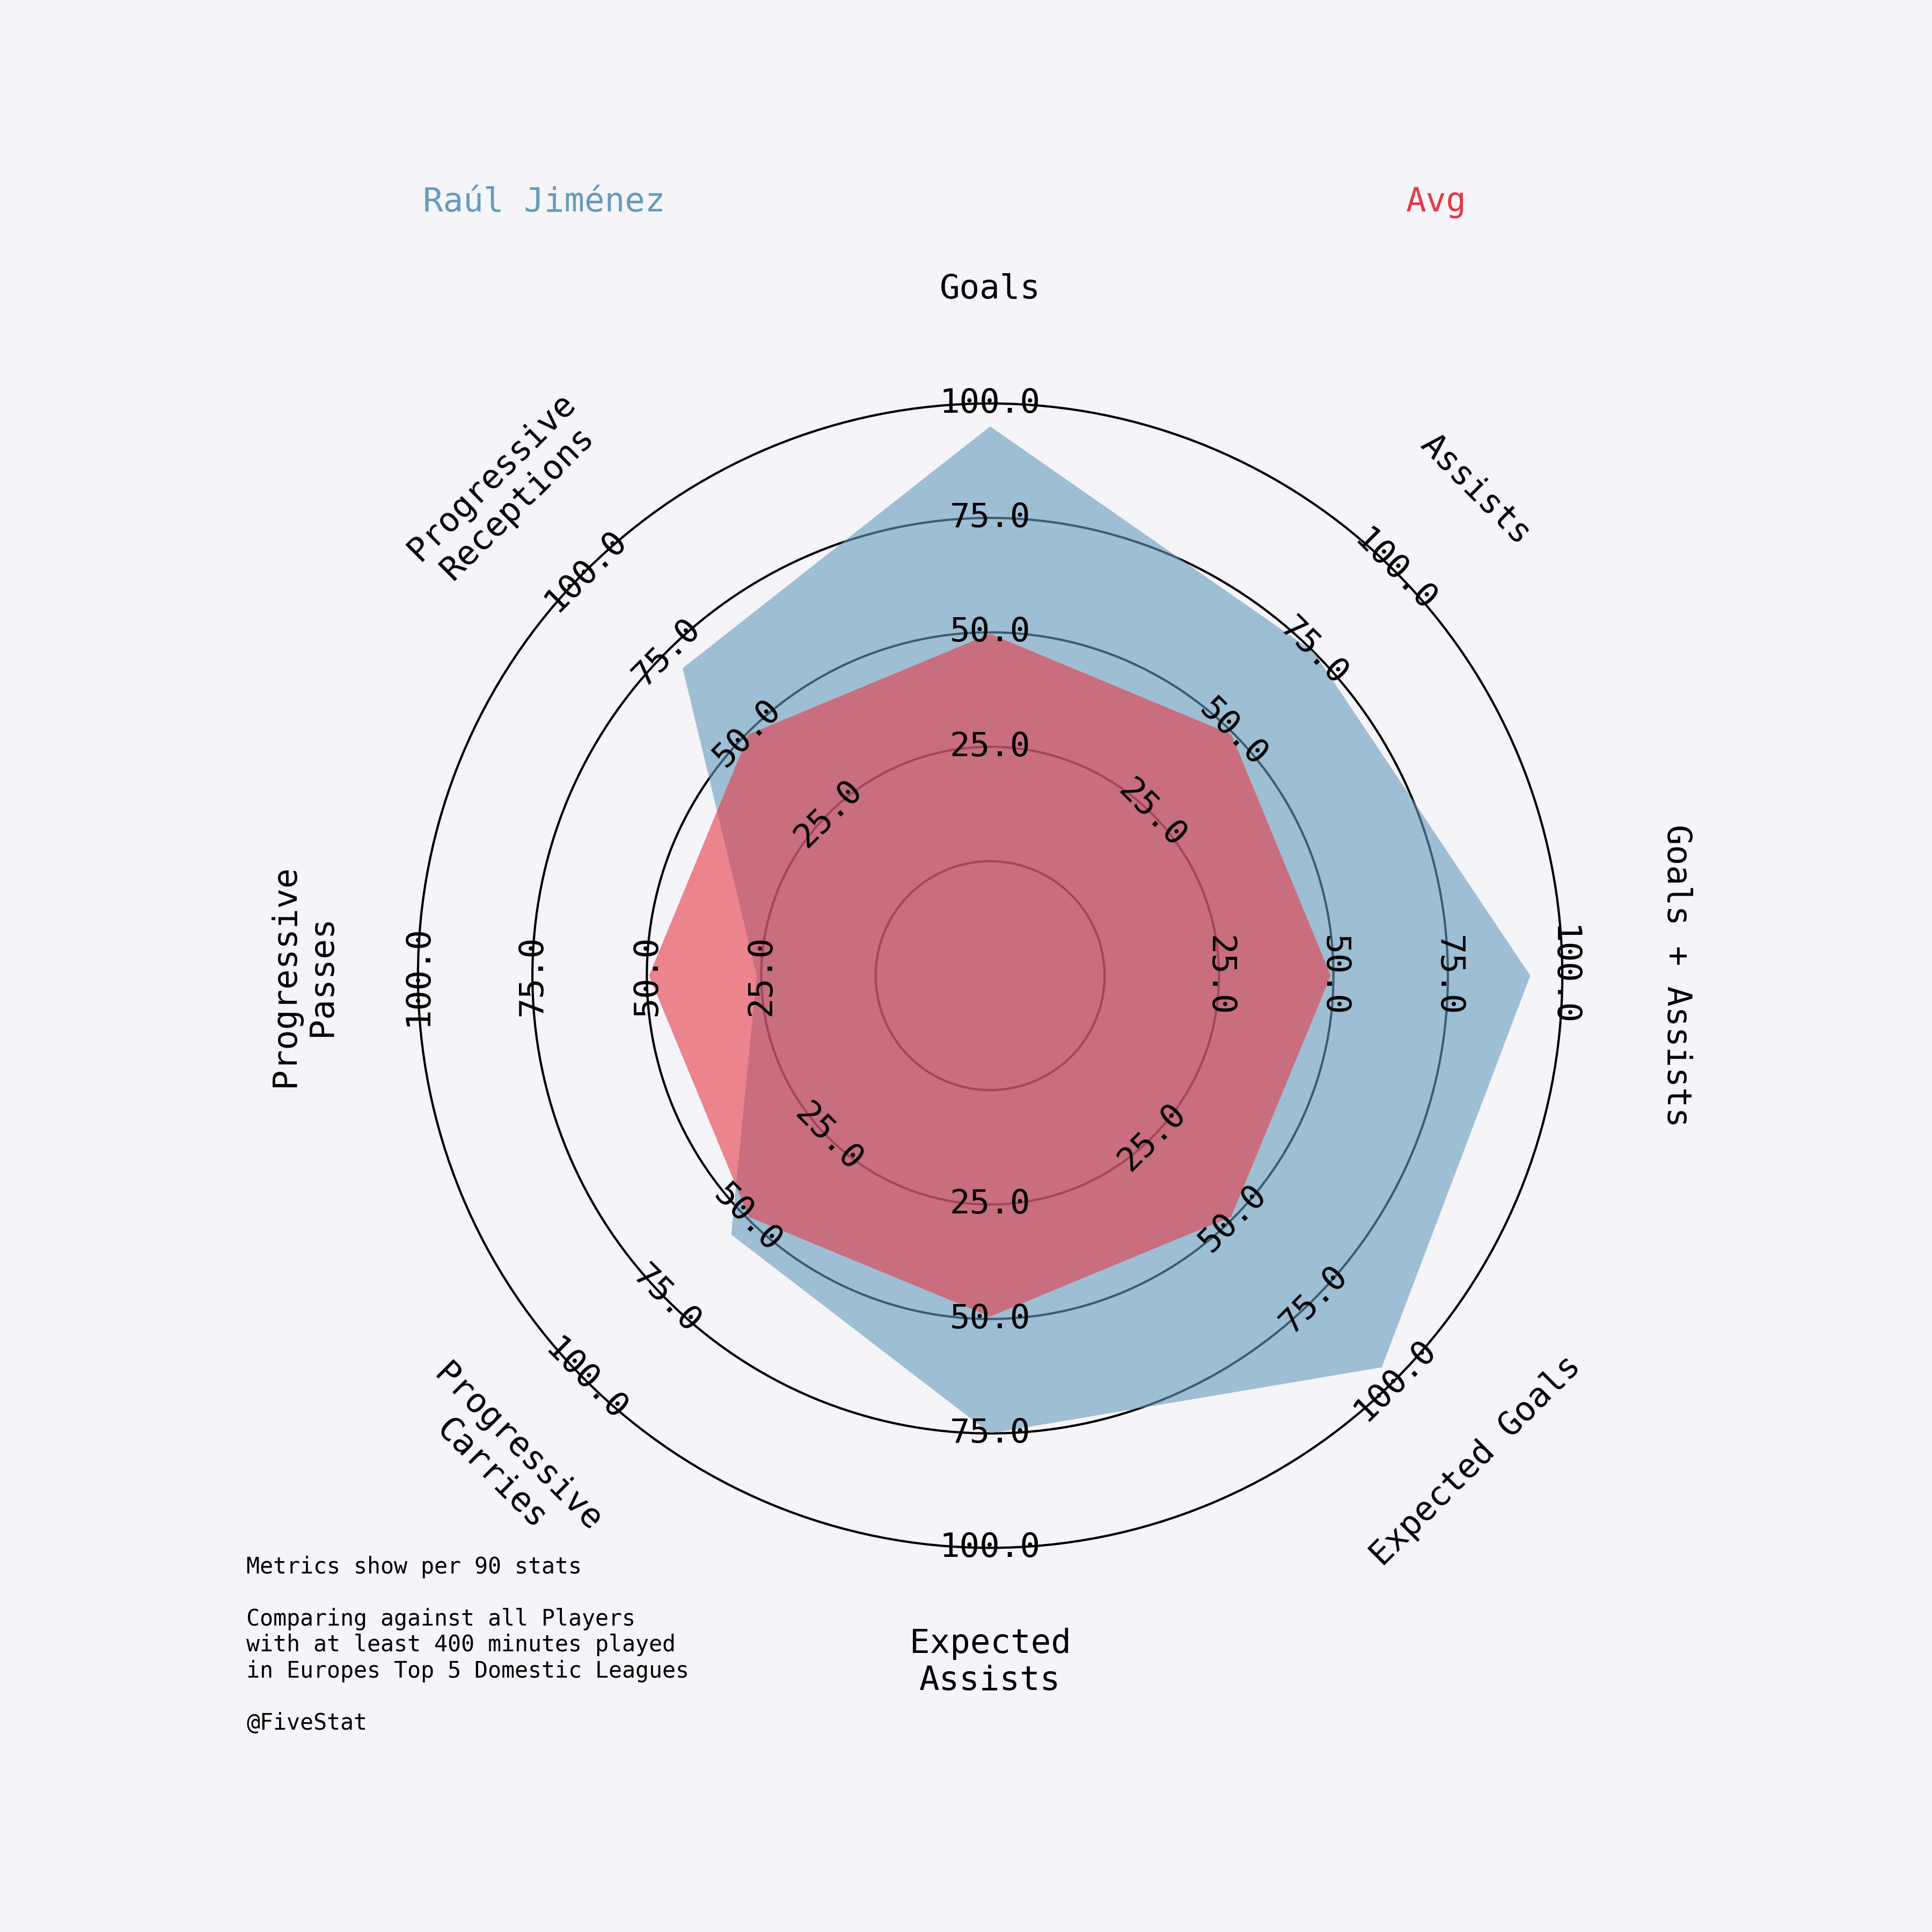 Raúl Jiménez
Avg
Goals
Assists
Goals + Assists
Expected Goals
Expected
Assists
Progressive
Carries
Progressive
Passes
Progressive
Receptions
25.0
50.0
75.0
100.0
25.0
50.0
75.0
100.0
25.0
50.0
75.0
100.0
25.0
50.0
75.0
100.0
25.0
50.0
75.0
100.0
25.0
50.0
75.0
100.0
25.0
50.0
75.0
100.0
25.0
50.0
75.0
100.0
Metrics show per 90 stats
Comparing against all Players
with at least 400 minutes played
in Europes Top 5 Domestic Leagues
@FiveStat